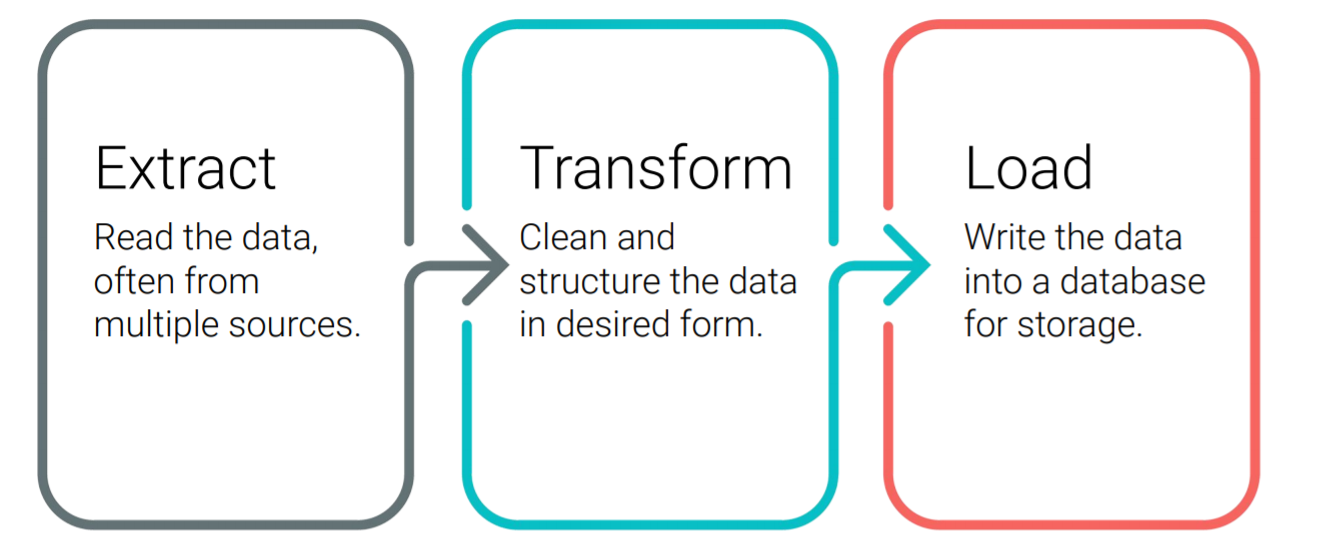 Extract
Read the data,
often from
multiple sources.
Transform
Clean and
structure the data
in desired form.
Load
Write the data
into a database
for storage.